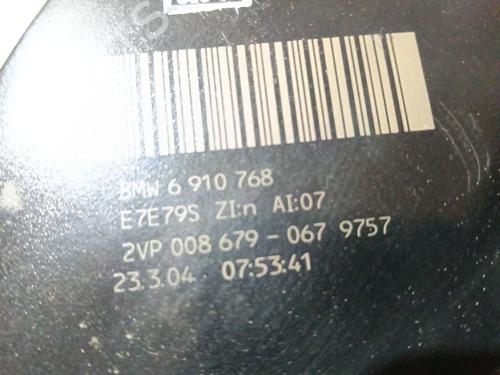 BMW 6 910 768
E7E79S ZI:n AI:07
2VP 008 679 - 067 9757
23.3.04 07:53:41